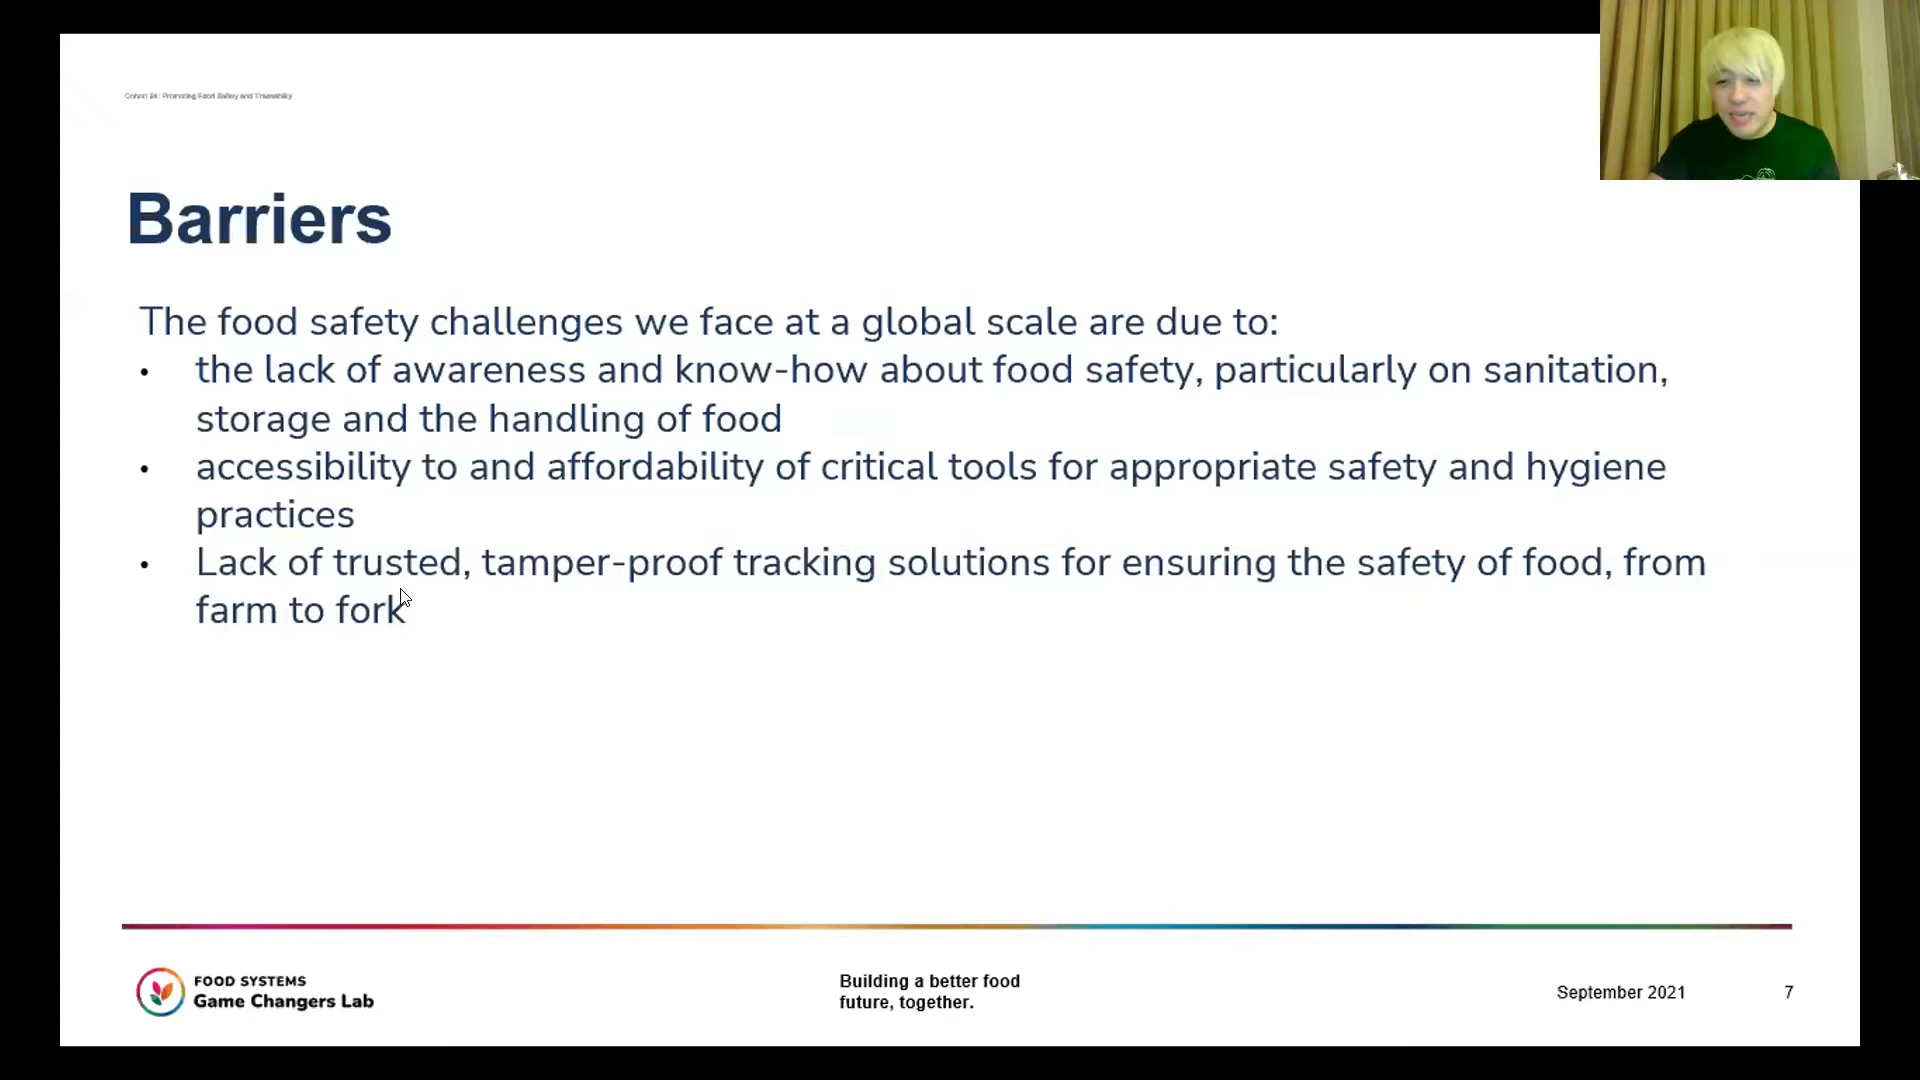 Cohort 24: Promoting Food Safety and Traceability
Barriers
The food safety challenges we face at a global scale are due to:
• the lack of awareness and know-how about food safety, particularly on sanitation,
storage and the handling of food
• accessibility to and affordability of critical tools for appropriate safety and hygiene
practices
• Lack of trusted, tamper-proof tracking solutions for ensuring the safety of food, from
farm to fork
FOOD SYSTEMS
Game Changers Lab
Building a better food
future, together.
September 2021
7